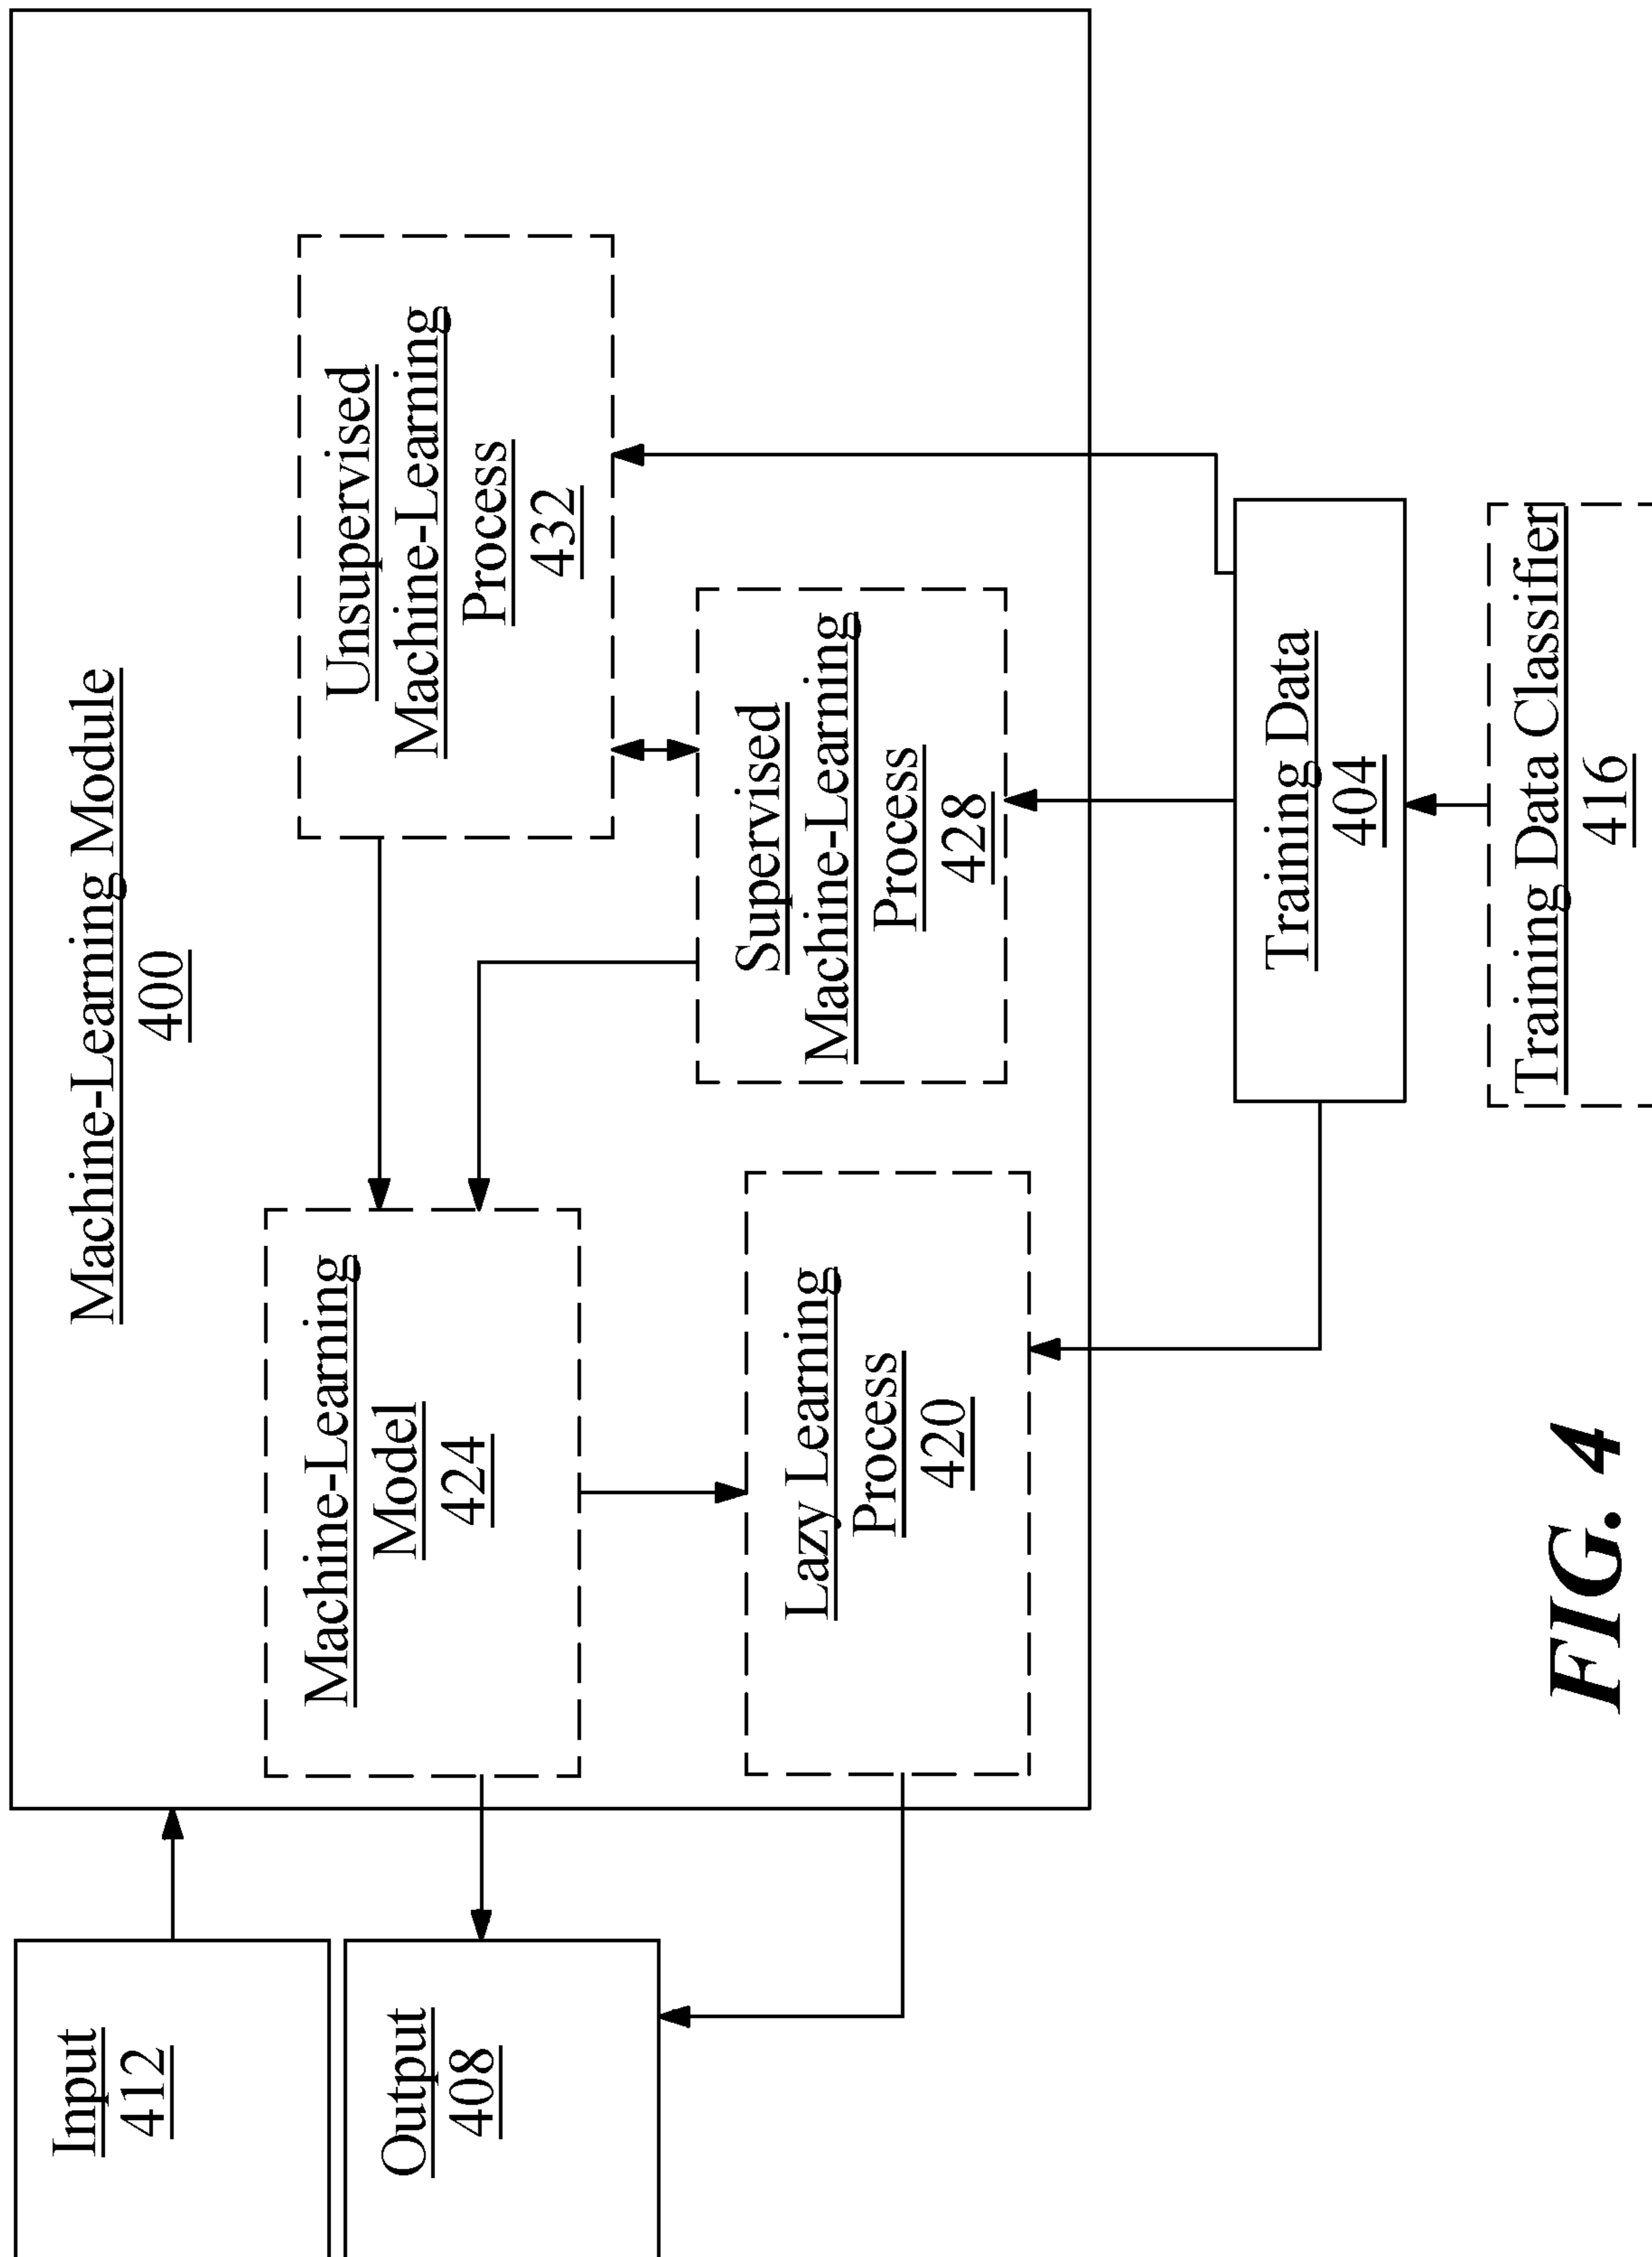 Machine-Learning Module
400
Input
412
Output
408
Machine-Learning
Model
424
Unsupervised
Machine-Learning
Process
432
Lazy Learning
Process
420
Supervised
Machine-Learning
Process
428
Training Data
404
Training Data Classifier
416
FIG. 4